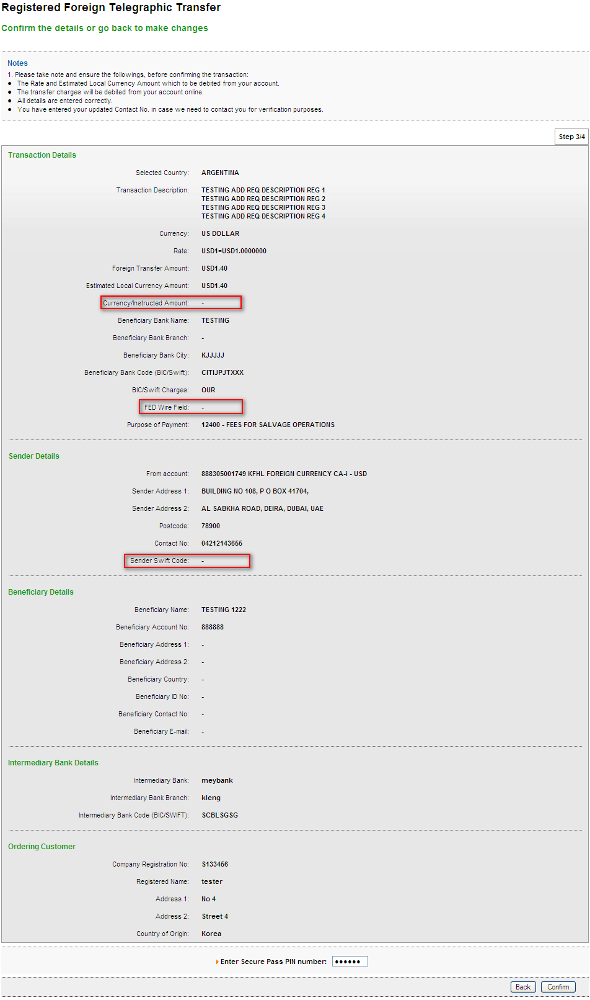 Registered Foreign Telegraphic Transfer
Confirm the details or go back to make changes
Notes
1. Please take note and ensure the followings, before confirming the transaction:
● The Rate and Estimated Local Currency Amount which to be debited from your account.
● The transfer charges will be debited from your account online.
● All details are entered correctly.
● You have entered your updated Contact No. in case we need to contact you for verification purposes.
Step 3/4
Transaction Details
Selected Country: ARGENTINA
Transaction Description: TESTING ADD REQ DESCRIPTION REG 1
TESTING ADD REQ DESCRIPTION REG 2
TESTING ADD REQ DESCRIPTION REG 3
TESTING ADD REQ DESCRIPTION REG 4
Currency: US DOLLAR
Rate: USD1=USD1.0000000
Foreign Transfer Amount: USD1.40
Estimated Local Currency Amount: USD1.40
Currency/Instructed Amount: -
Beneficiary Bank Name: TESTING
Beneficiary Bank Branch: -
Beneficiary Bank City: KJJJJJ
Beneficiary Bank Code (BIC/Swift): CITIJPJTXXX
BIC/Swift Charges: OUR
FED Wire Field: -
Purpose of Payment: 12400 - FEES FOR SALVAGE OPERATIONS
Sender Details
From account: 888305001749 KFHL FOREIGN CURRENCY CA-i - USD
Sender Address 1: BUILDING NO 108, P O BOX 41704,
Sender Address 2: AL SABKHA ROAD, DEIRA, DUBAI, UAE
Postcode: 78900
Contact No: 04212143655
Sender Swift Code: -
Beneficiary Details
Beneficiary Name: TESTING 1222
Beneficiary Account No: 888888
Beneficiary Address 1: -
Beneficiary Address 2: -
Beneficiary Country: -
Beneficiary ID No: -
Beneficiary Contact No: -
Beneficiary E-mail: -
Intermediary Bank Details
Intermediary Bank: meybank
Intermediary Bank Branch: kleng
Intermediary Bank Code (BIC/SWIFT): SCBLSGSG
Ordering Customer
Company Registration No: S133456
Registered Name: tester
Address 1: No 4
Address 2: Street 4
Country of Origin: Korea
Enter Secure Pass PIN number: ●●●●●●
Back Confirm